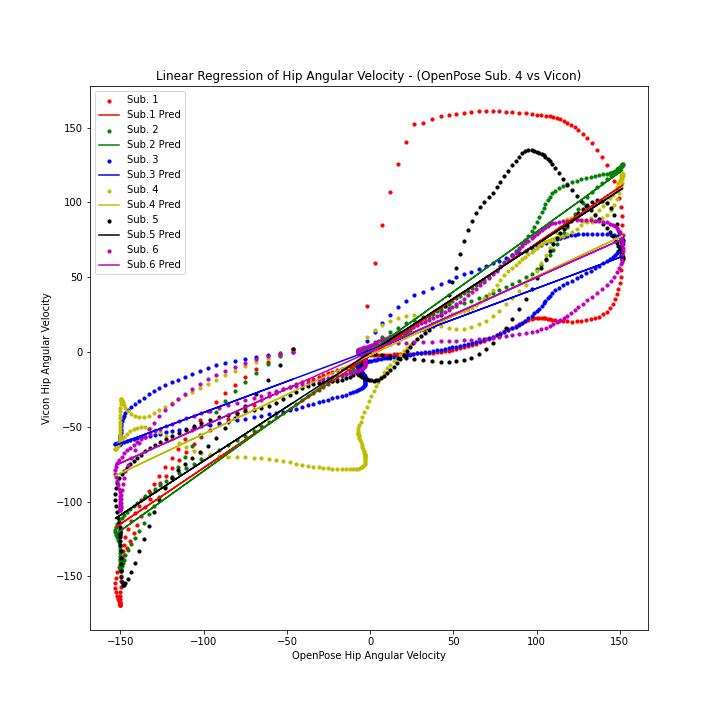 Linear Regression of Hip Angular Velocity - (OpenPose Sub. 4 vs Vicon)
Sub. 1
Sub.1 Pred
Sub. 2
Sub.2 Pred
Sub. 3
Sub.3 Pred
Sub. 4
Sub.4 Pred
Sub. 5
Sub.5 Pred
Sub. 6
Sub.6 Pred
150
100
50
0
−50
−100
−150
Vicon Hip Angular Velocity
−150 −100 −50 0 50 100 150
OpenPose Hip Angular Velocity